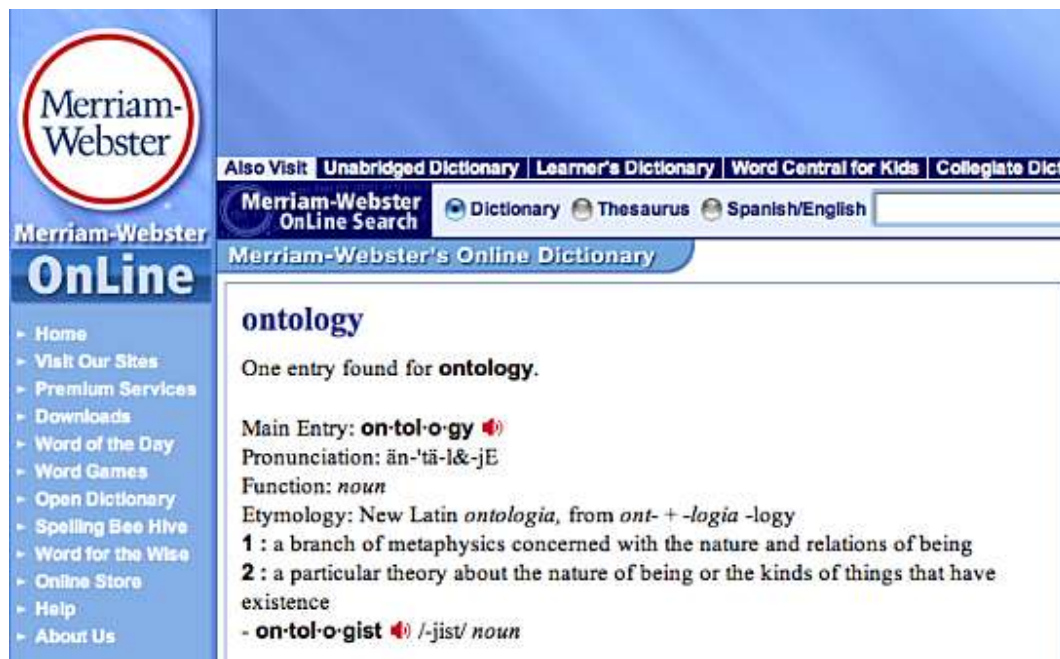 Merriam-
Webster
Merriam-Webster
OnLine
Home
Visit Our Sites
Premium Services
Downloads
Word of the Day
Word Games
Open Dictionary
Spelling Bee Hive
Word for the Wise
Online Store
Help
About Us
Also Visit Unabridged Dictionary | Learner's Dictionary | Word Central for Kids | Collegiate Dict
Merriam-Webster
OnLine Search
Dictionary Thesaurus Spanish/English
Merriam-Webster's Online Dictionary
ontology
One entry found for ontology.
Main Entry: on·tol·o·gy
Pronunciation: än-'tä-l&-jE
Function: noun
Etymology: New Latin ontologia, from ont- + -logia -logy
1 : a branch of metaphysics concerned with the nature and relations of being
2 : a particular theory about the nature of being or the kinds of things that have
existence
- on·tol·o·gist /-jist/ noun